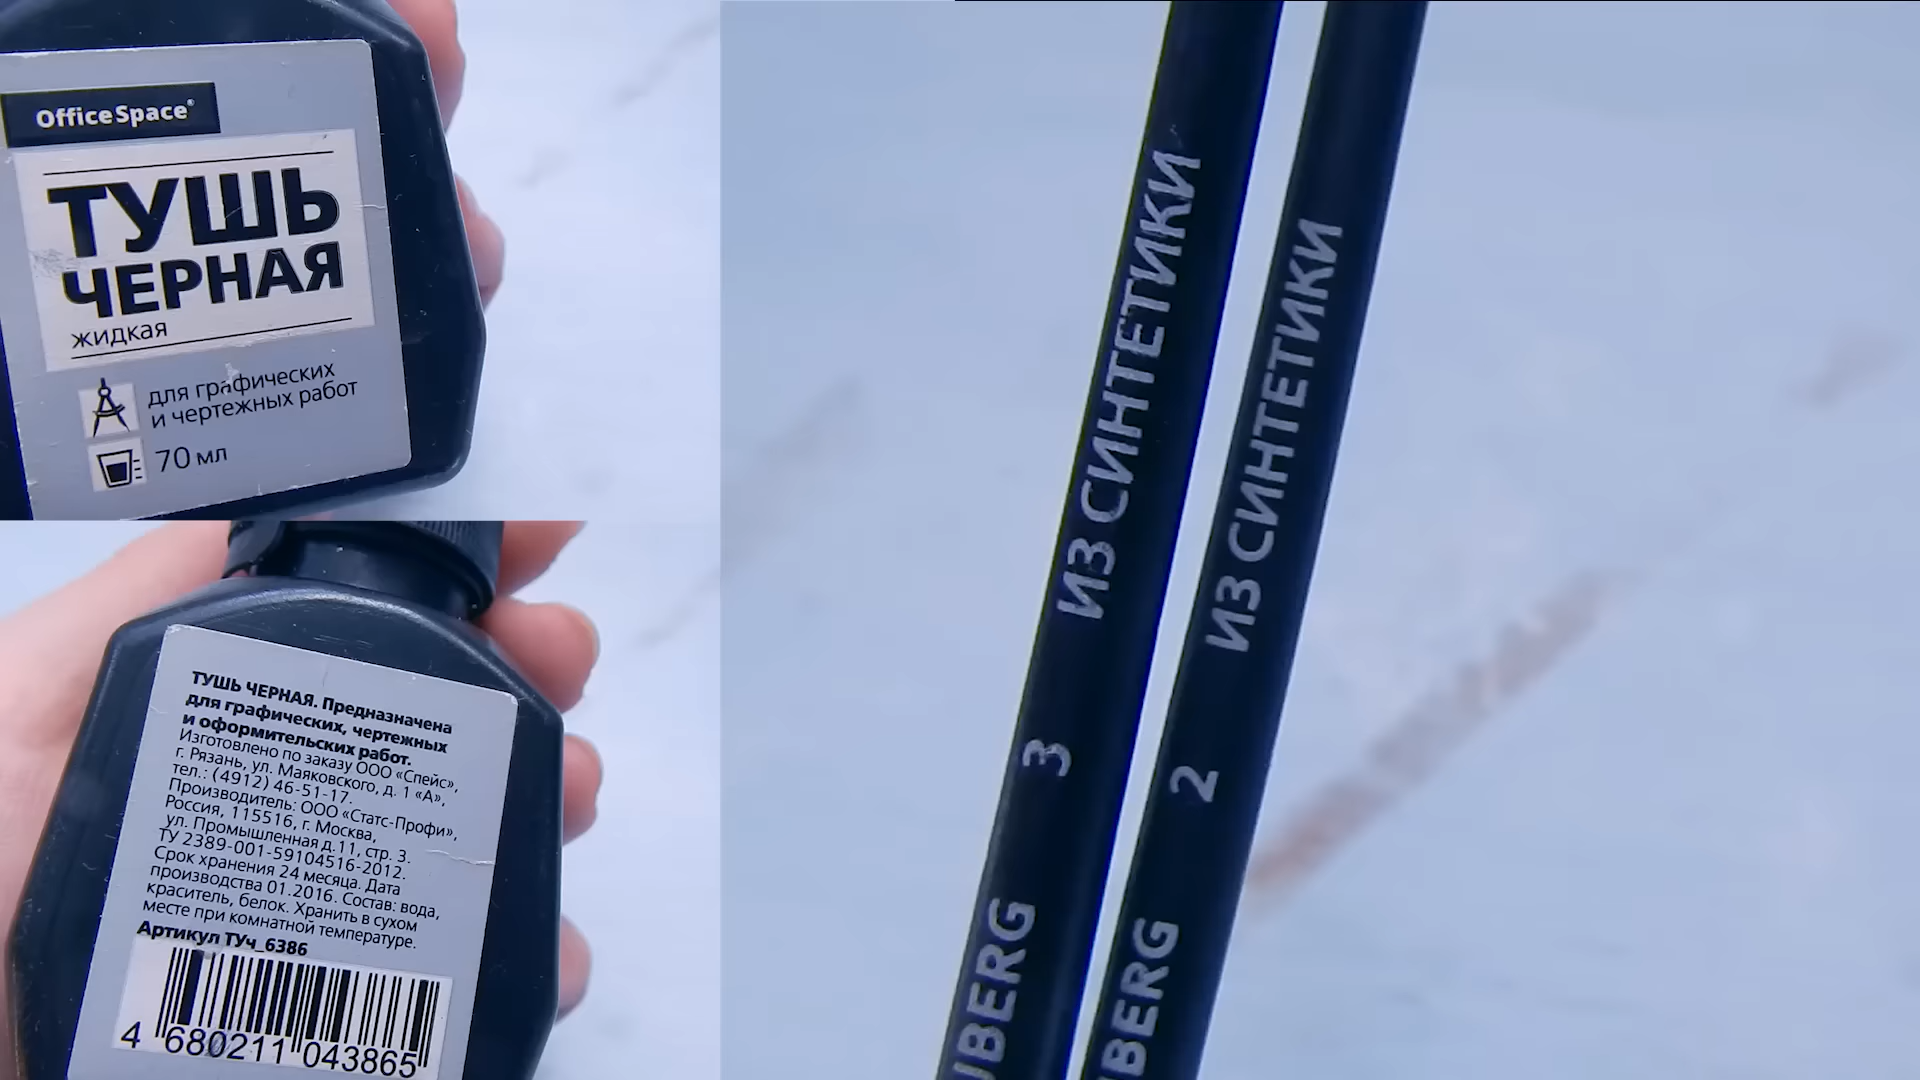 OfficeSpace®
ТУШЬ
ЧЕРНАЯ
жидкая
для графических
и чертежных работ
70 мл
ТУШЬ ЧЕРНАЯ. Предназначена
для графических, чертежных
и оформительских работ.
Изготовлено по заказу ООО «Спейс»,
г. Рязань, ул. Маяковского, д. 1 «А»,
тел.: (4912) 46-51-17.
Производитель: ООО «Статс-Профи»,
Россия, 115516, г. Москва,
ул. Промышленная д.11, стр. 3.
ТУ 2389-001-59104516-2012.
Срок хранения 24 месяца. Дата
производства 01.2016. Состав: вода,
краситель, белок. Хранить в сухом
месте при комнатной температуре.
Артикул ТУч_6386
4 680211 043865
3 ИЗ СИНТЕТИКИ
2 ИЗ СИНТЕТИКИ